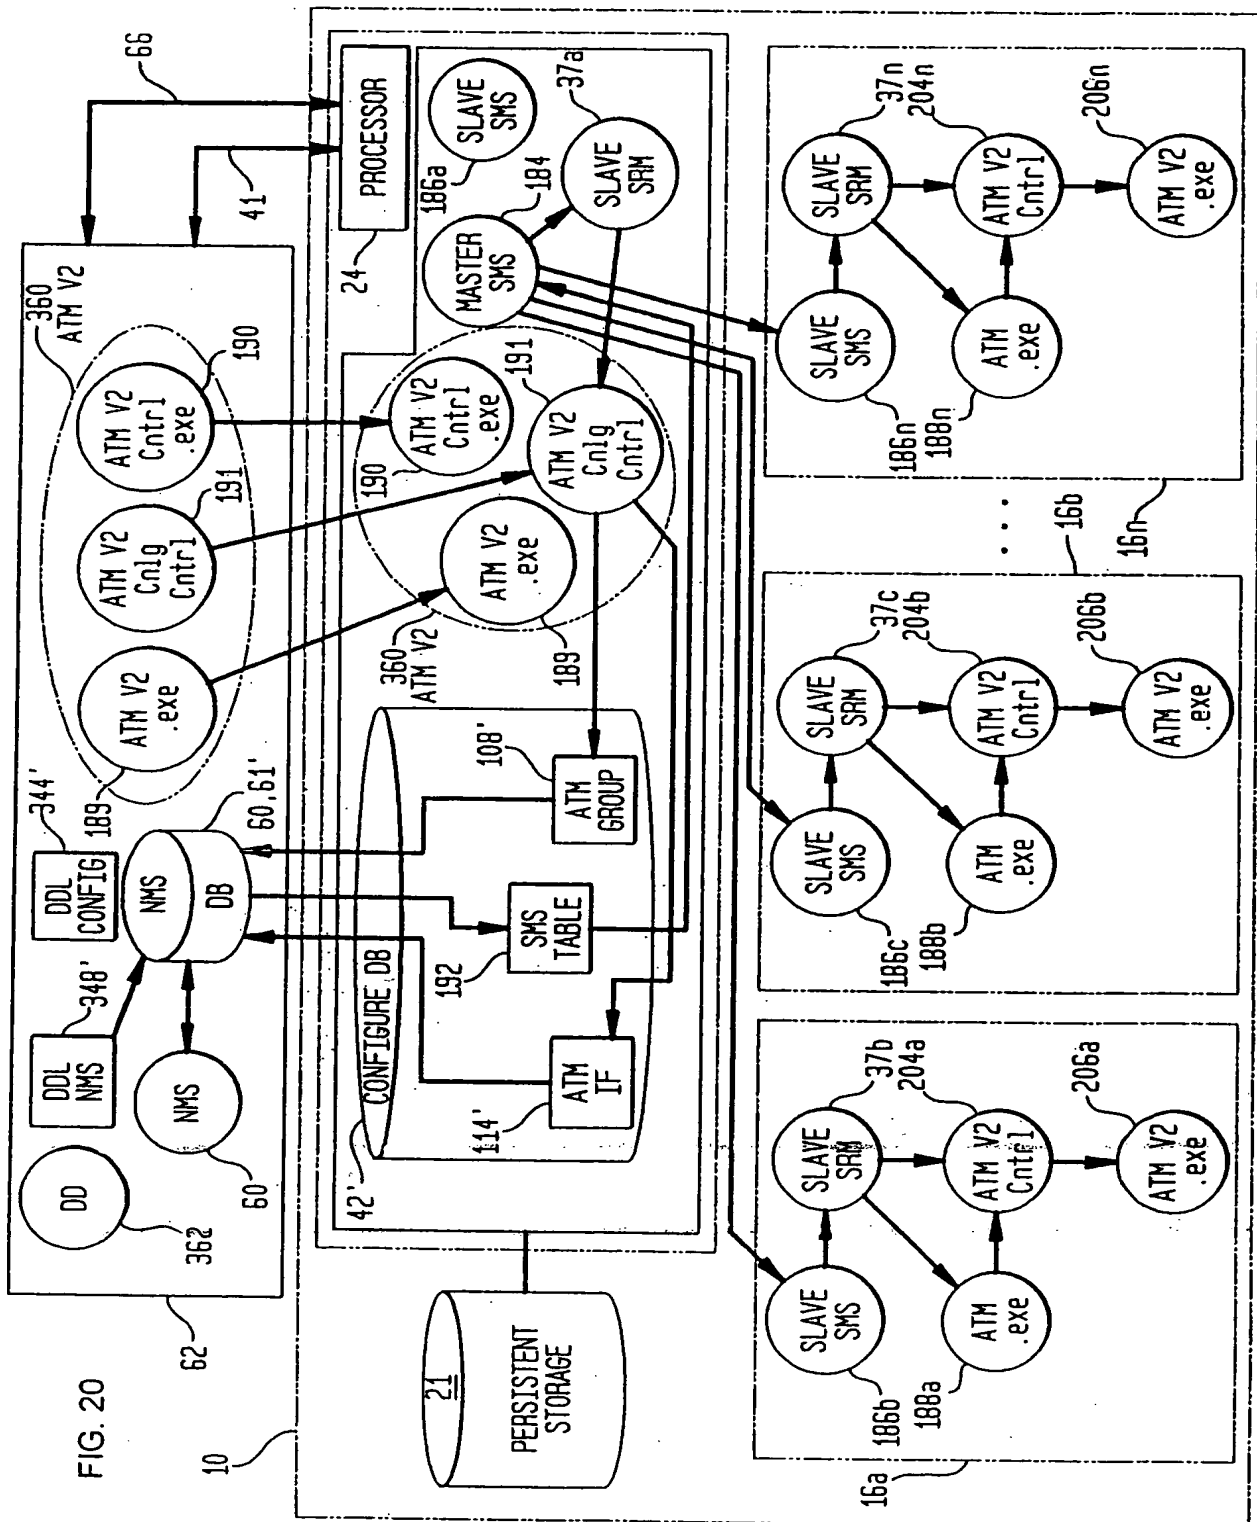 FIG. 20
62
DD
362
DDL
NMS
348'
NMS
60
DDL
CONFIG
344'
NMS
DB
60,61'
ATM V2
.exe
189
ATM V2
Cnlg
Cntrl
191
ATM V2
Cntrl
.exe
190
360
ATM V2
41
66
10
21
PERSISTENT
STORAGE
42'
CONFIGURE DB
ATM
IF
114'
SMS
TABLE
192
ATM
GROUP
108'
360
ATM V2
ATM V2
.exe
189
ATM V2
Cntrl
.exe
190
ATM V2
Cnlg
Cntrl
191
PROCESSOR
24
MASTER
SMS
184
SLAVE
SMS
186a
SLAVE
SRM
37a
16a
SLAVE
SMS
186b
SLAVE
SRM
37b
ATM
.exe
188a
ATM V2
Cntrl
204a
ATM V2
.exe
206a
16b
SLAVE
SMS
186c
SLAVE
SRM
37c
ATM
.exe
188b
ATM V2
Cntrl
204b
ATM V2
.exe
206b
...
16n
SLAVE
SMS
186n
SLAVE
SRM
37n
ATM
.exe
188n
ATM V2
Cntrl
204n
ATM V2
.exe
206n